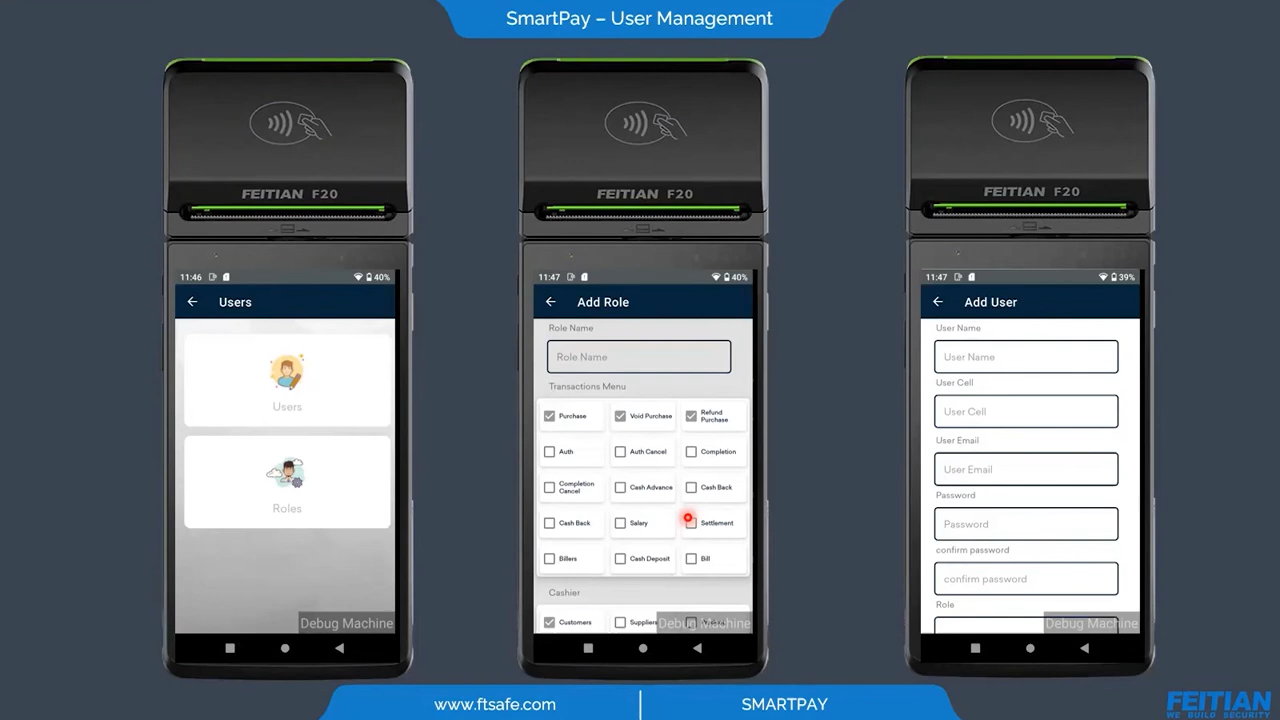 SmartPay – User Management
FEITIAN F20
11:46
40%
Users
Users
Roles
Debug Machine
FEITIAN F20
11:47
40%
Add Role
Role Name
Role Name
Transactions Menu
Purchase
Void Purchase
Refund
Purchase
Auth
Auth Cancel
Completion
Completion
Cancel
Cash Advance
Cash Back
Cash Back
Salary
Settlement
Billers
Cash Deposit
Bill
Cashier
Customers
Suppliers
Debug Machine
FEITIAN F20
11:47
39%
Add User
User Name
User Name
User Cell
User Cell
User Email
User Email
Password
Password
confirm password
confirm password
Role
Debug Machine
www.ftsafe.com
SMARTPAY
FEITIAN
WE BUILD SECURITY